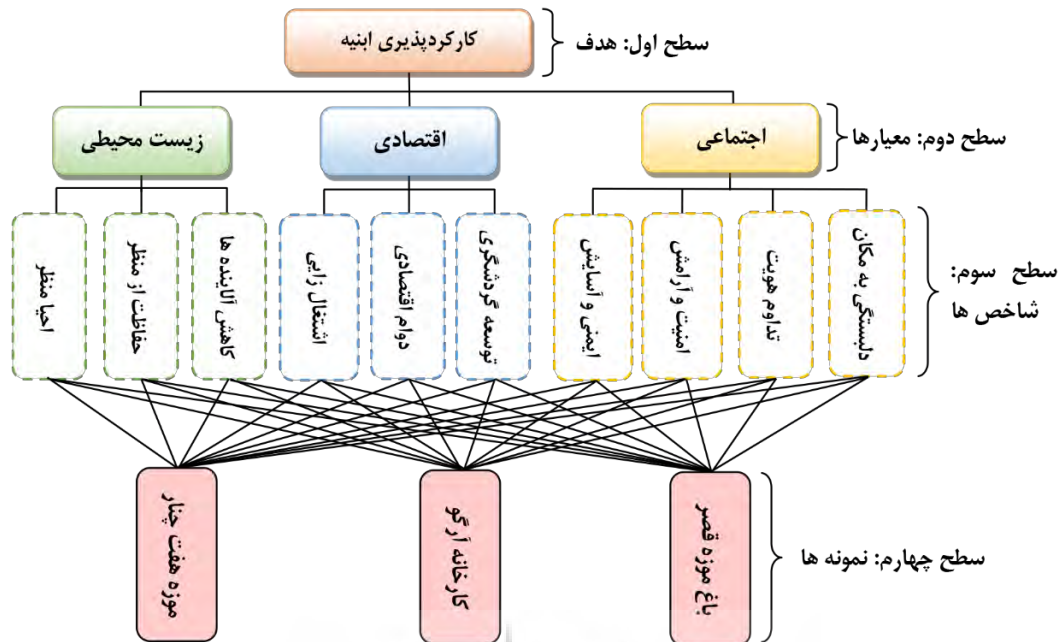 کارکردپذیری ابنیه
سطح اول: هدف
اجتماعی
اقتصادی
زیست محیطی
سطح دوم: معیارها
دلبستگی به مکان
تداوم هویت
امنیت و آرامش
ایمنی و آسایش
توسعه گردشگری
دوام اقتصادی
اشتغال زایی
کاهش آلاینده ها
حفاظت از منظر
احیا منظر
سطح سوم:
شاخص ها
باغ موزه قصر
کارخانه آرگو
موزه هفت چنار
سطح چهارم: نمونه ها